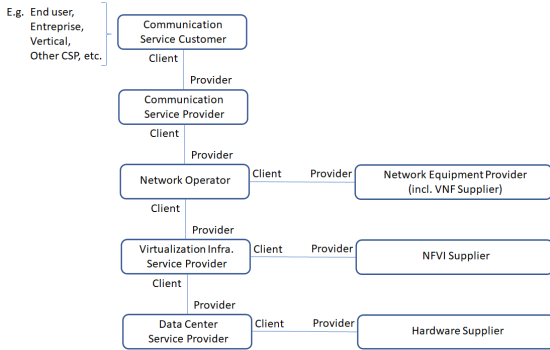 E.g. End user,
Entreprise,
Vertical,
Other CSP, etc.
Communication
Service Customer
Client
Provider
Communication
Service Provider
Client
Provider
Network Operator
Client
Provider
Network Equipment Provider
(incl. VNF Supplier)
Client
Provider
Virtualization Infra.
Service Provider
Client
Provider
NFVI Supplier
Client
Provider
Data Center
Service Provider
Client
Provider
Hardware Supplier